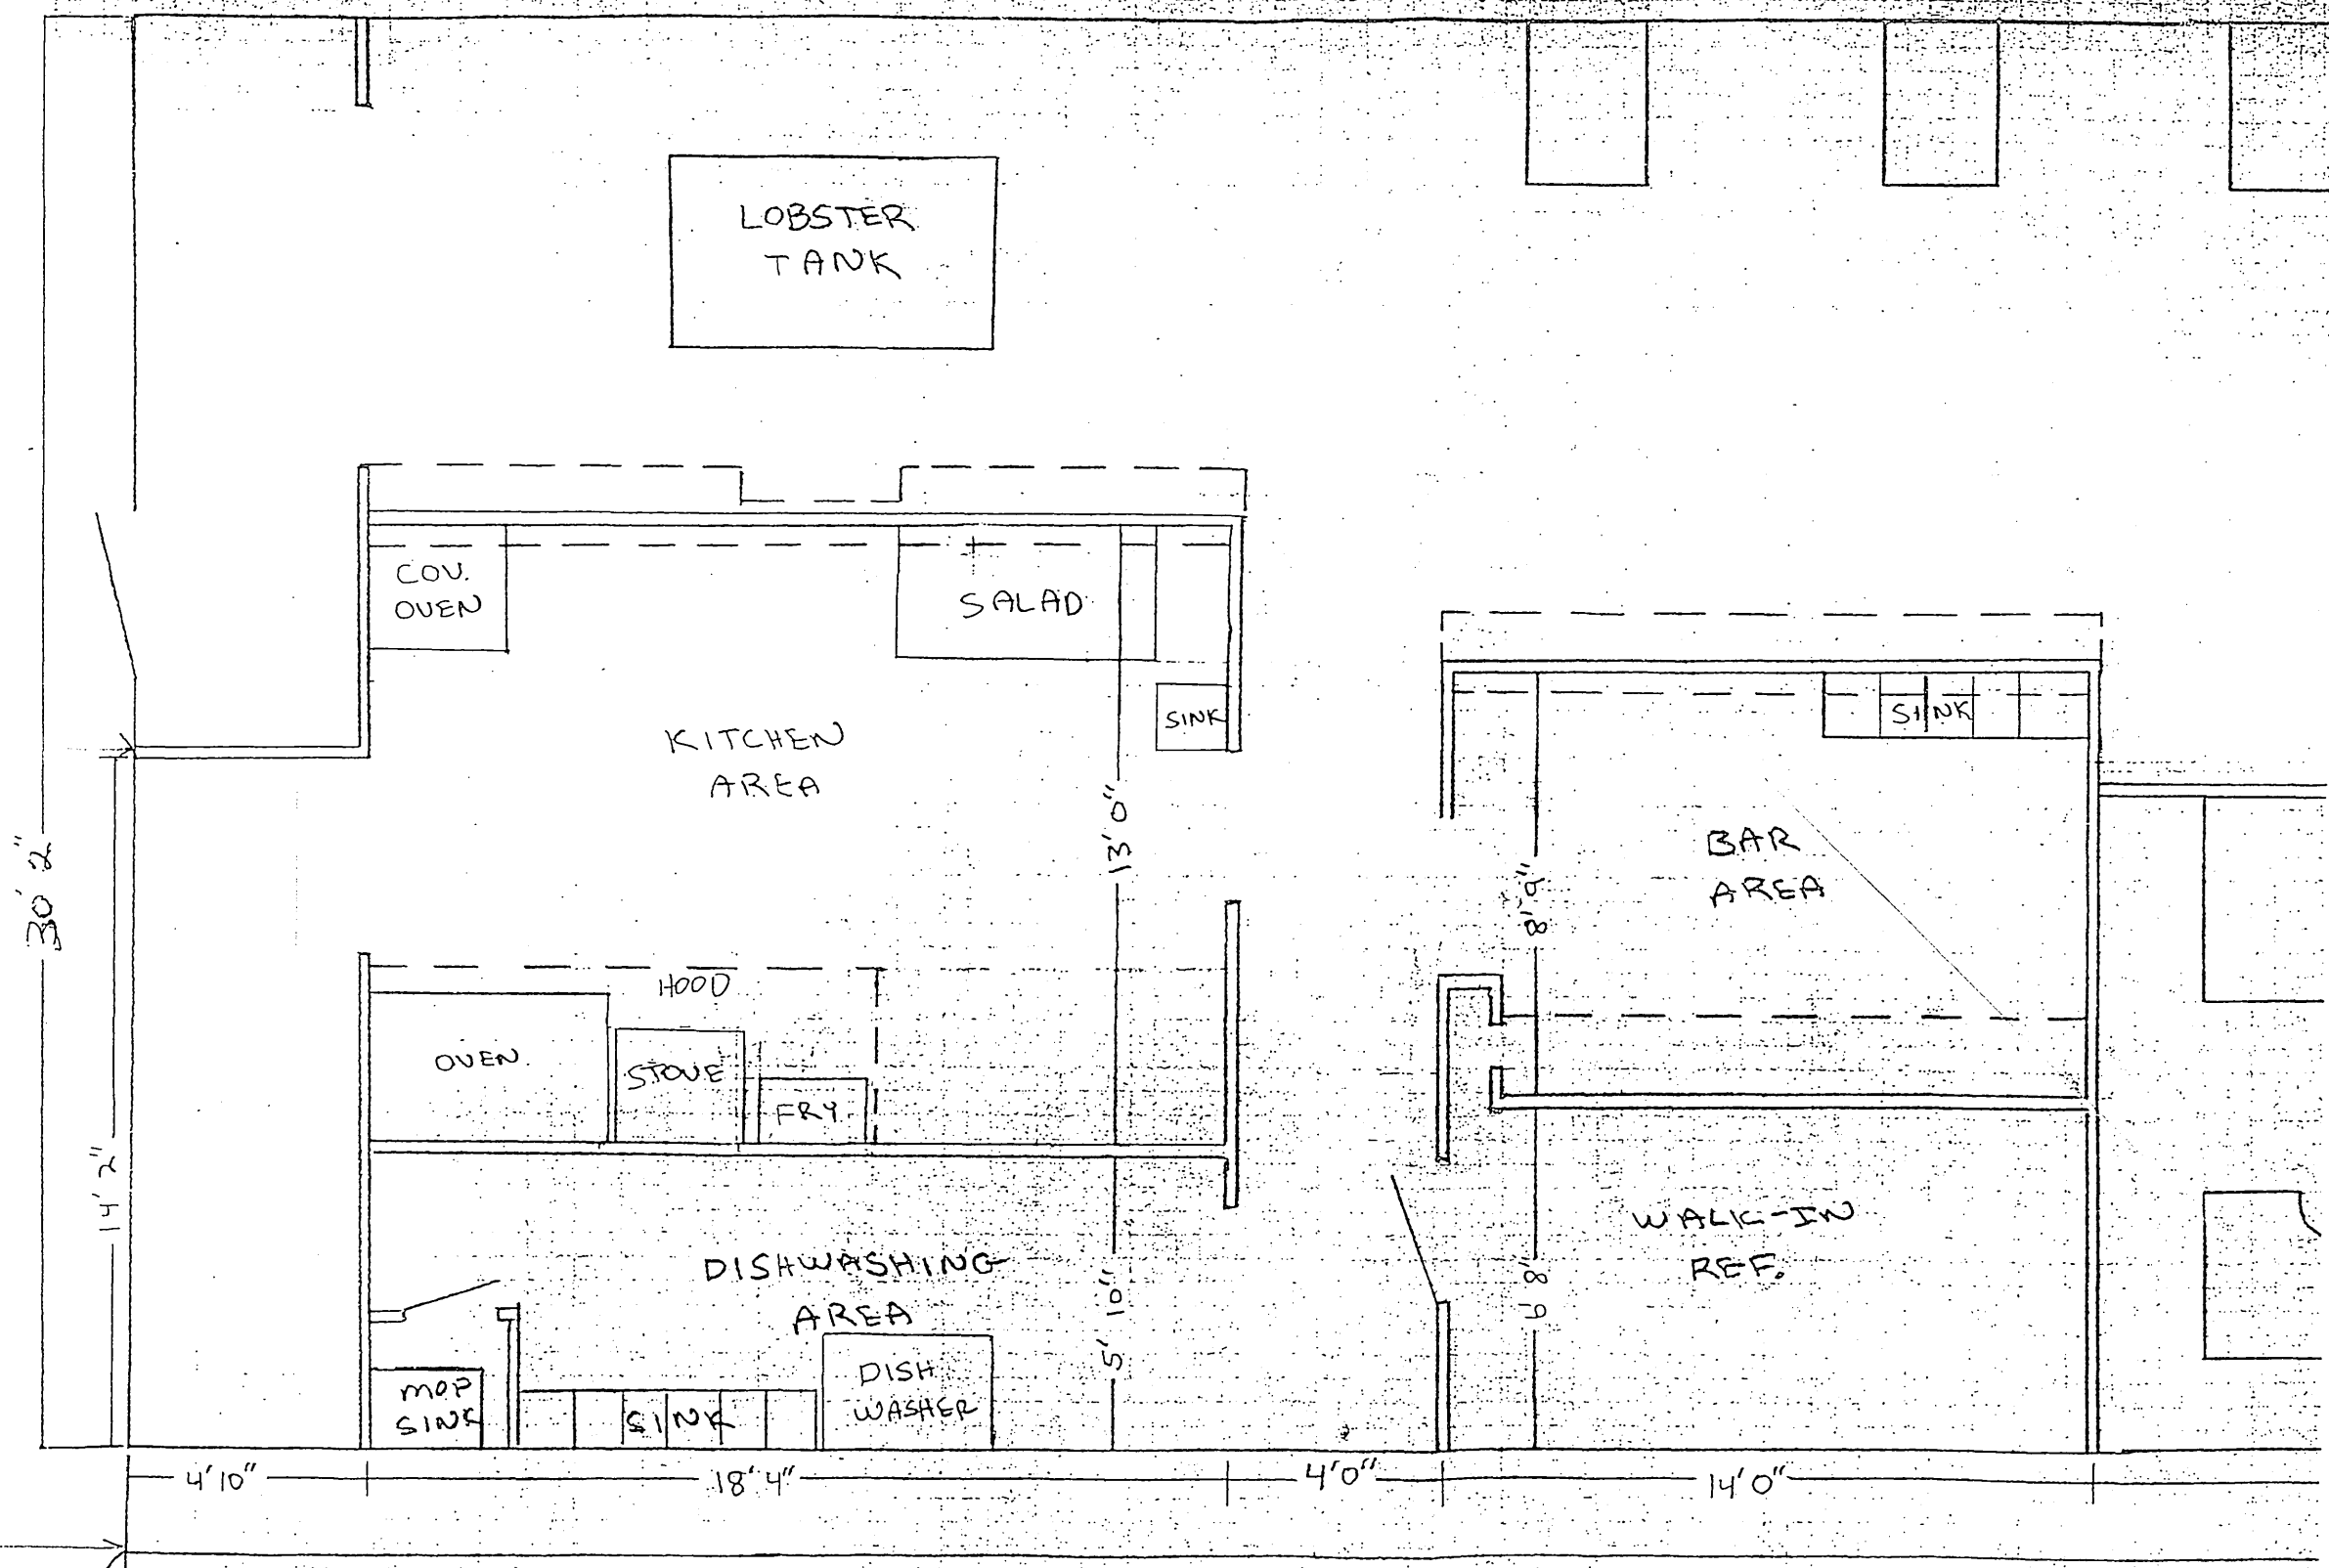 LOBSTER
TANK
COV.
OVEN
SALAD
SINK
SINK
KITCHEN
AREA
BAR
AREA
13' 0"
8'-9"
30' 2"
HOOD
OVEN
STOVE
FRY
14' 2"
WALK-IN
REF.
DISHWASHING
AREA
5' 10"
6 8"
DISH
WASHER
MOP
SINK
SINK
4'10"
18'4"
4'0"
14'0"